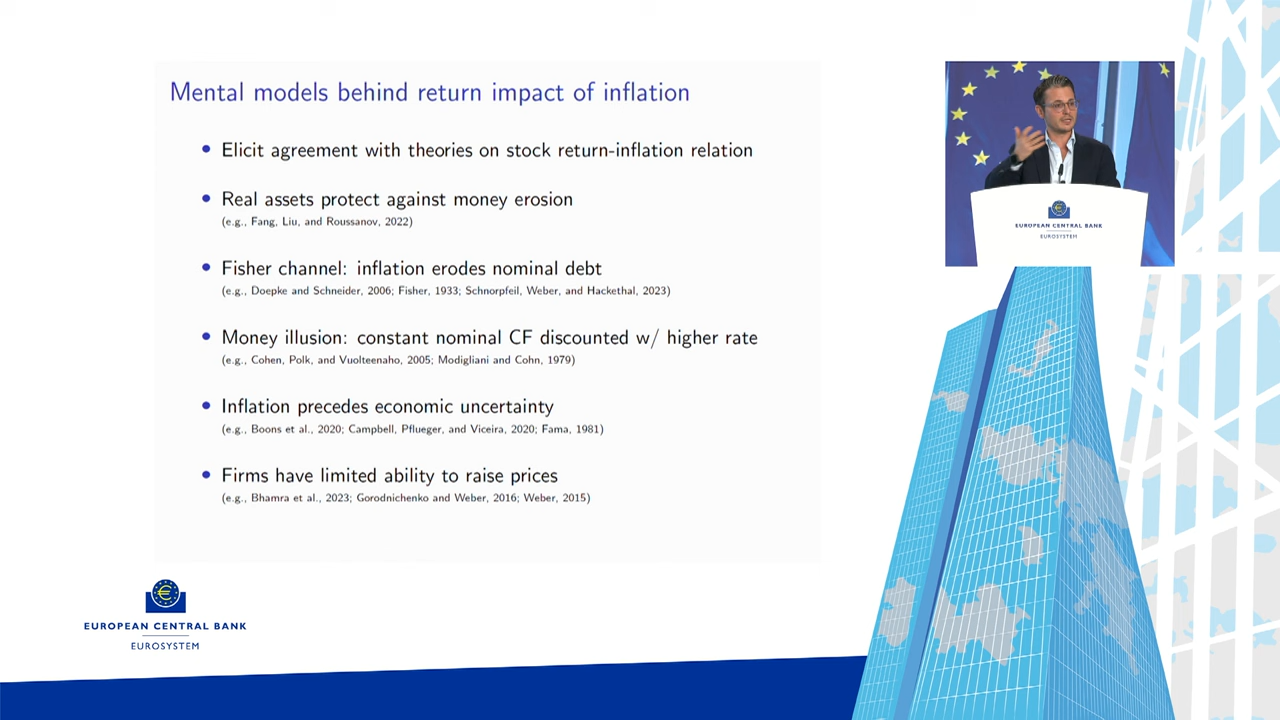 Mental models behind return impact of inflation
• Elicit agreement with theories on stock return-inflation relation
• Real assets protect against money erosion
(e.g., Fang, Liu, and Roussanov, 2022)
• Fisher channel: inflation erodes nominal debt
(e.g., Doepke and Schneider, 2006; Fisher, 1933; Schnorpfeil, Weber, and Hackethal, 2023)
• Money illusion: constant nominal CF discounted w/ higher rate
(e.g., Cohen, Polk, and Vuolteenaho, 2005; Modigliani and Cohn, 1979)
• Inflation precedes economic uncertainty
(e.g., Boons et al., 2020; Campbell, Pflueger, and Viceira, 2020; Fama, 1981)
• Firms have limited ability to raise prices
(e.g., Bhamra et al., 2023; Gorodnichenko and Weber, 2016; Weber, 2015)
EUROPEAN CENTRAL BANK
EUROSYSTEM
EUROPEAN CENTRAL BANK
EUROSYSTEM